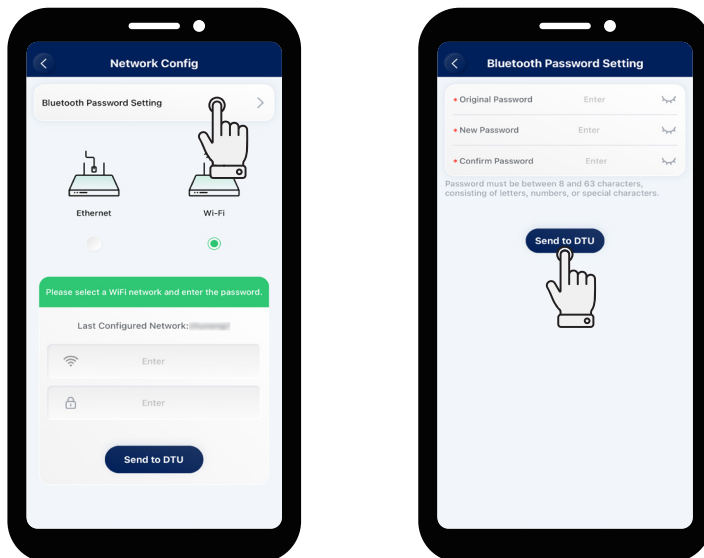 Network Config
Bluetooth Password Setting
Ethernet
Wi-Fi
Please select a WiFi network and enter the password.
Last Configured Network:
Enter
Enter
Send to DTU
Bluetooth Password Setting
* Original Password Enter
* New Password Enter
* Confirm Password Enter
Password must be between 8 and 63 characters,
consisting of letters, numbers, or special characters.
Send to DTU